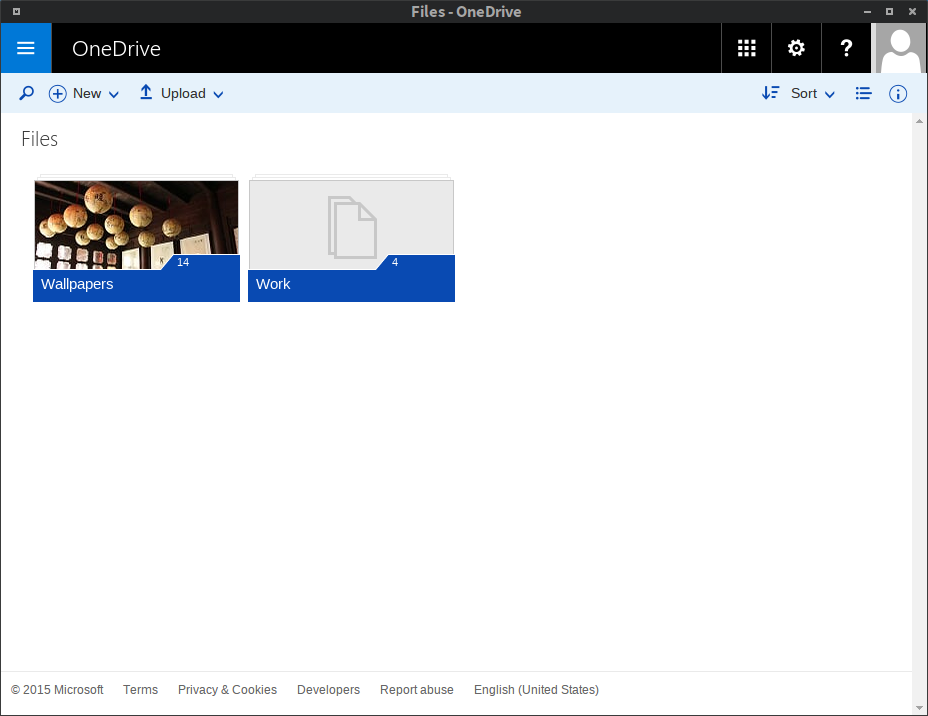 Files - OneDrive
OneDrive
New
Upload
Sort
Files
14
Wallpapers
4
Work
© 2015 Microsoft Terms Privacy & Cookies Developers Report abuse English (United States)